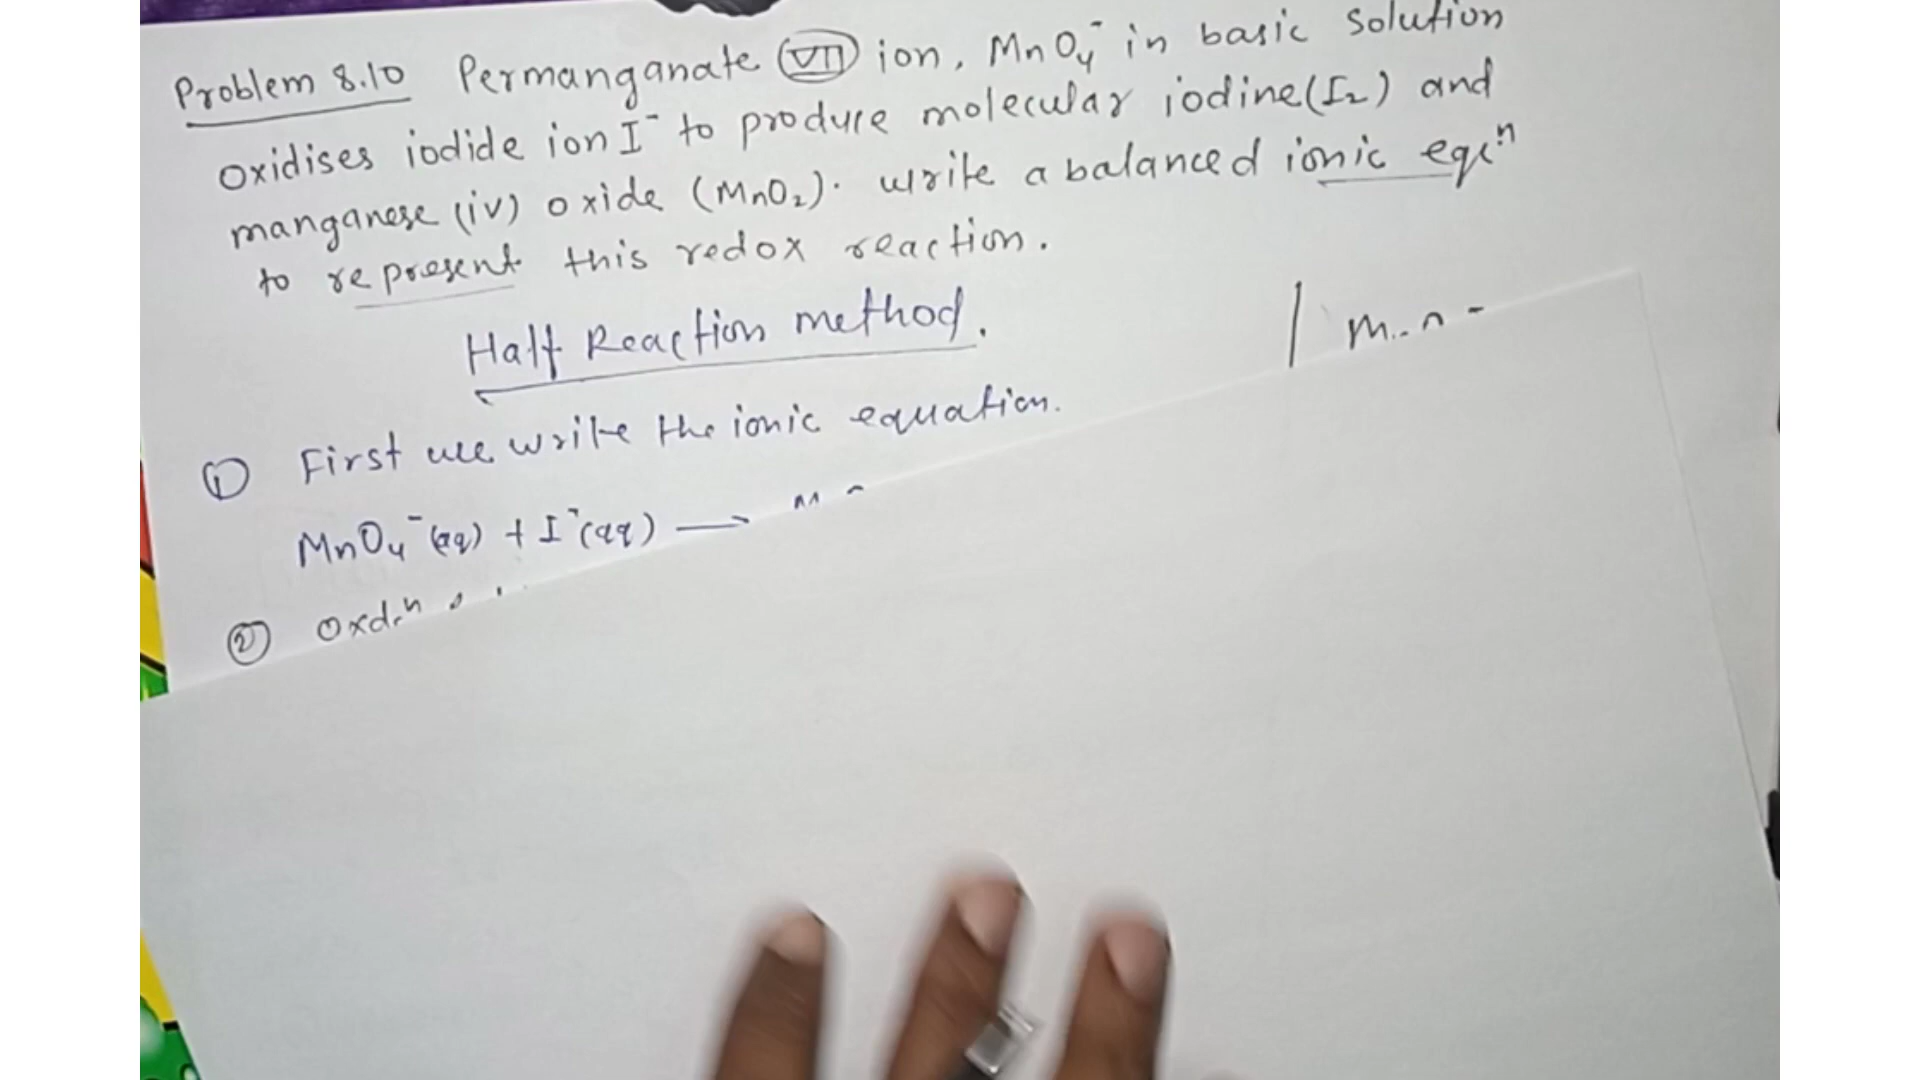 Problem 8.10 Permanganate (VII) ion, MnO₄⁻ in basic solution
oxidises iodide ion I⁻ to produce molecular iodine(I₂) and
manganese (iv) oxide (MnO₂). write a balanced ionic eqⁿ
to represent this redox reaction.
Half Reaction method.
① First we write the ionic equation.
MnO₄⁻(aq) + I⁻(aq) →
② Oxdⁿ